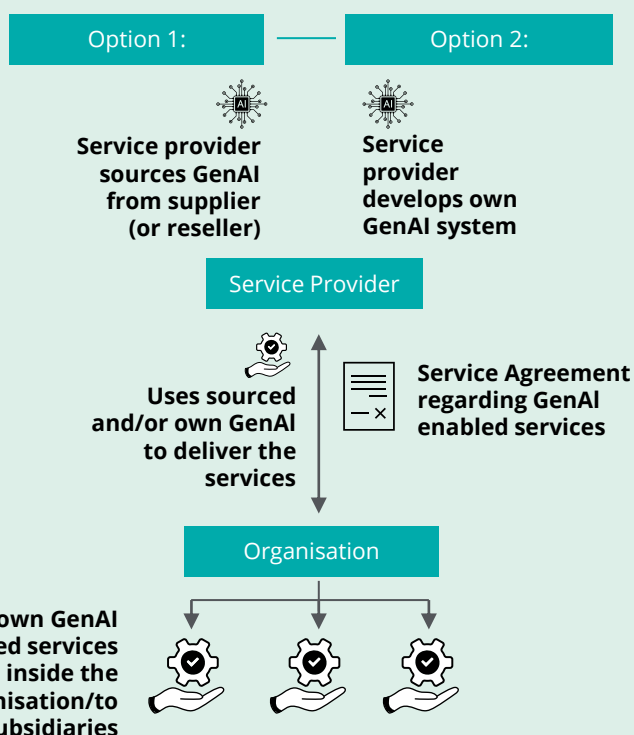 Option 1:
Option 2:
AI
AI
Service provider
sources GenAI
from supplier
(or reseller)
Service
provider
develops own
GenAI system
Service Provider
Uses sourced
and/or own GenAI
to deliver the
services
Service Agreement
regarding GenAI
enabled services
Organisation
own GenAI
ed services
inside the
nisation/to
ubsidiaries